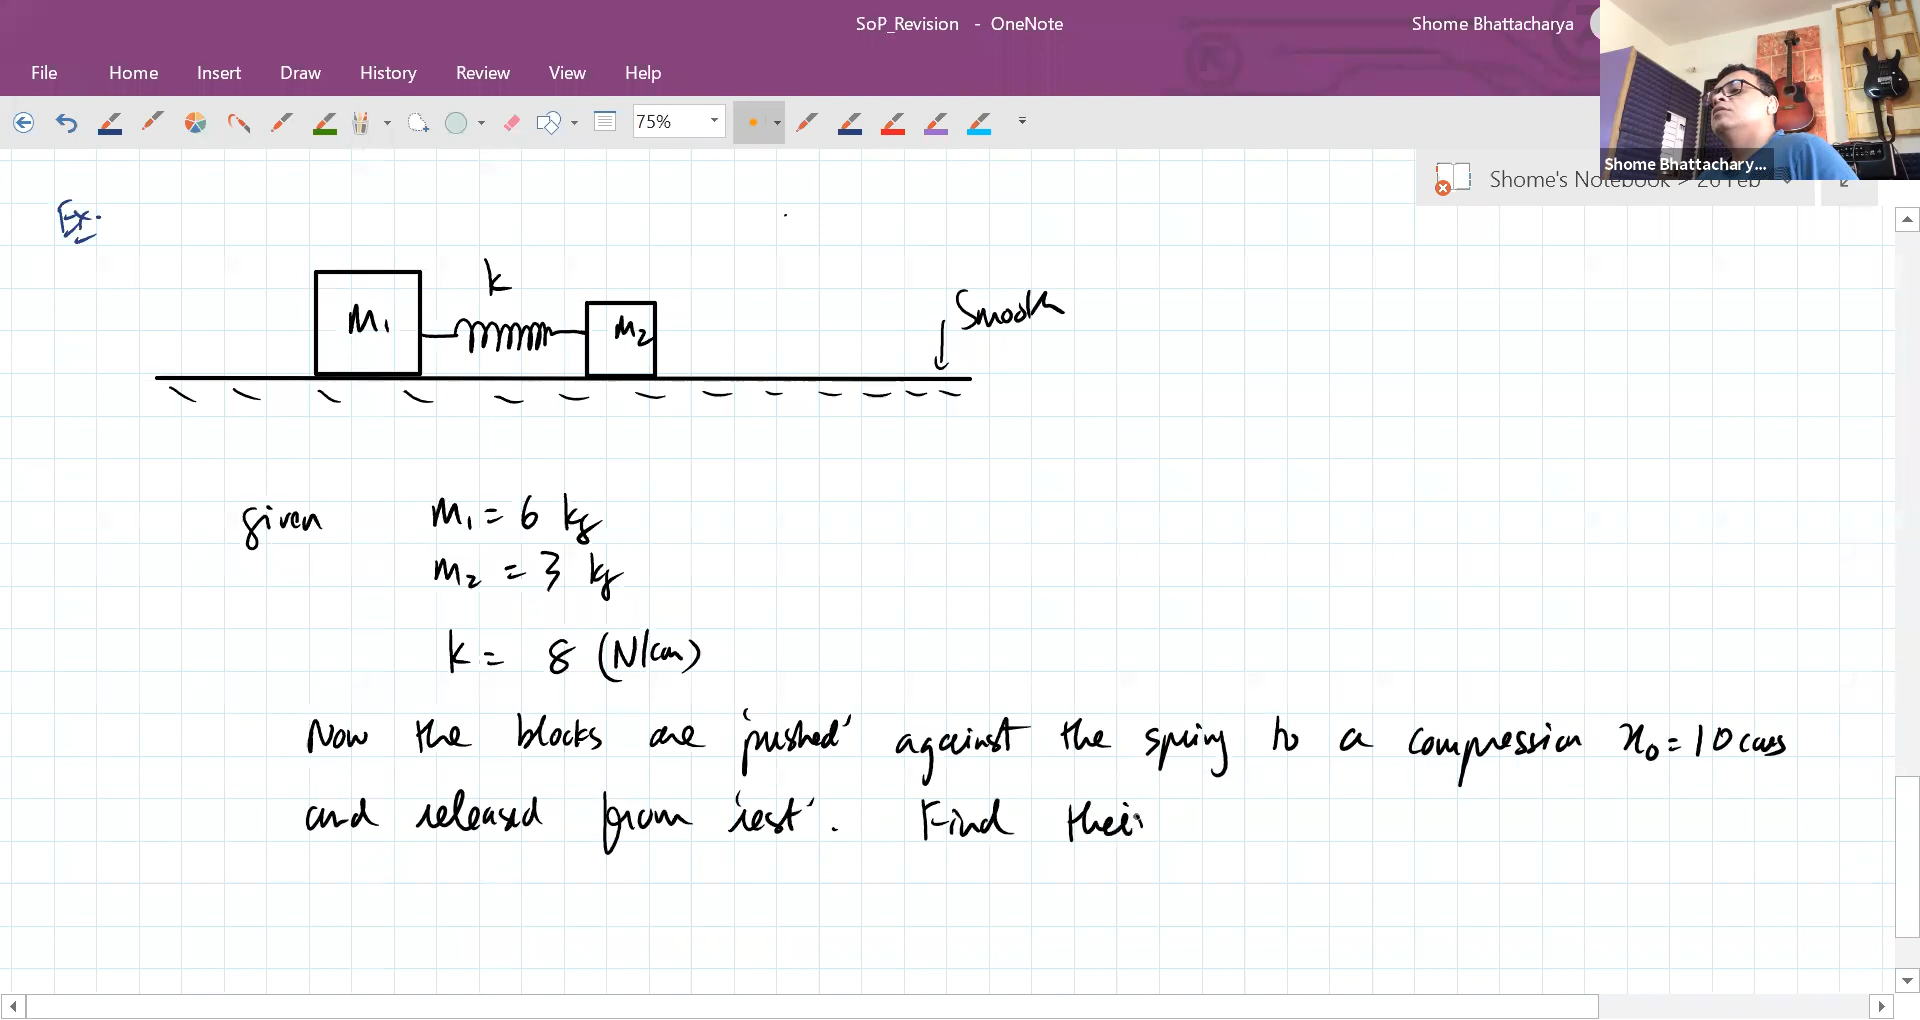 SoP_Revision - OneNote
Shome Bhattacharya
File Home Insert Draw History Review View Help
75%
Shome Bhattachary...
Shome's Notebook > 26 Feb
Ex.
k
M1
M2
Smooth
given m1 = 6 kg
m2 = 3 kg
k = 8 (N/cm)
Now the blocks are 'pushed' against the spring to a compression x0 = 10 cms
and released from 'rest'. Find their